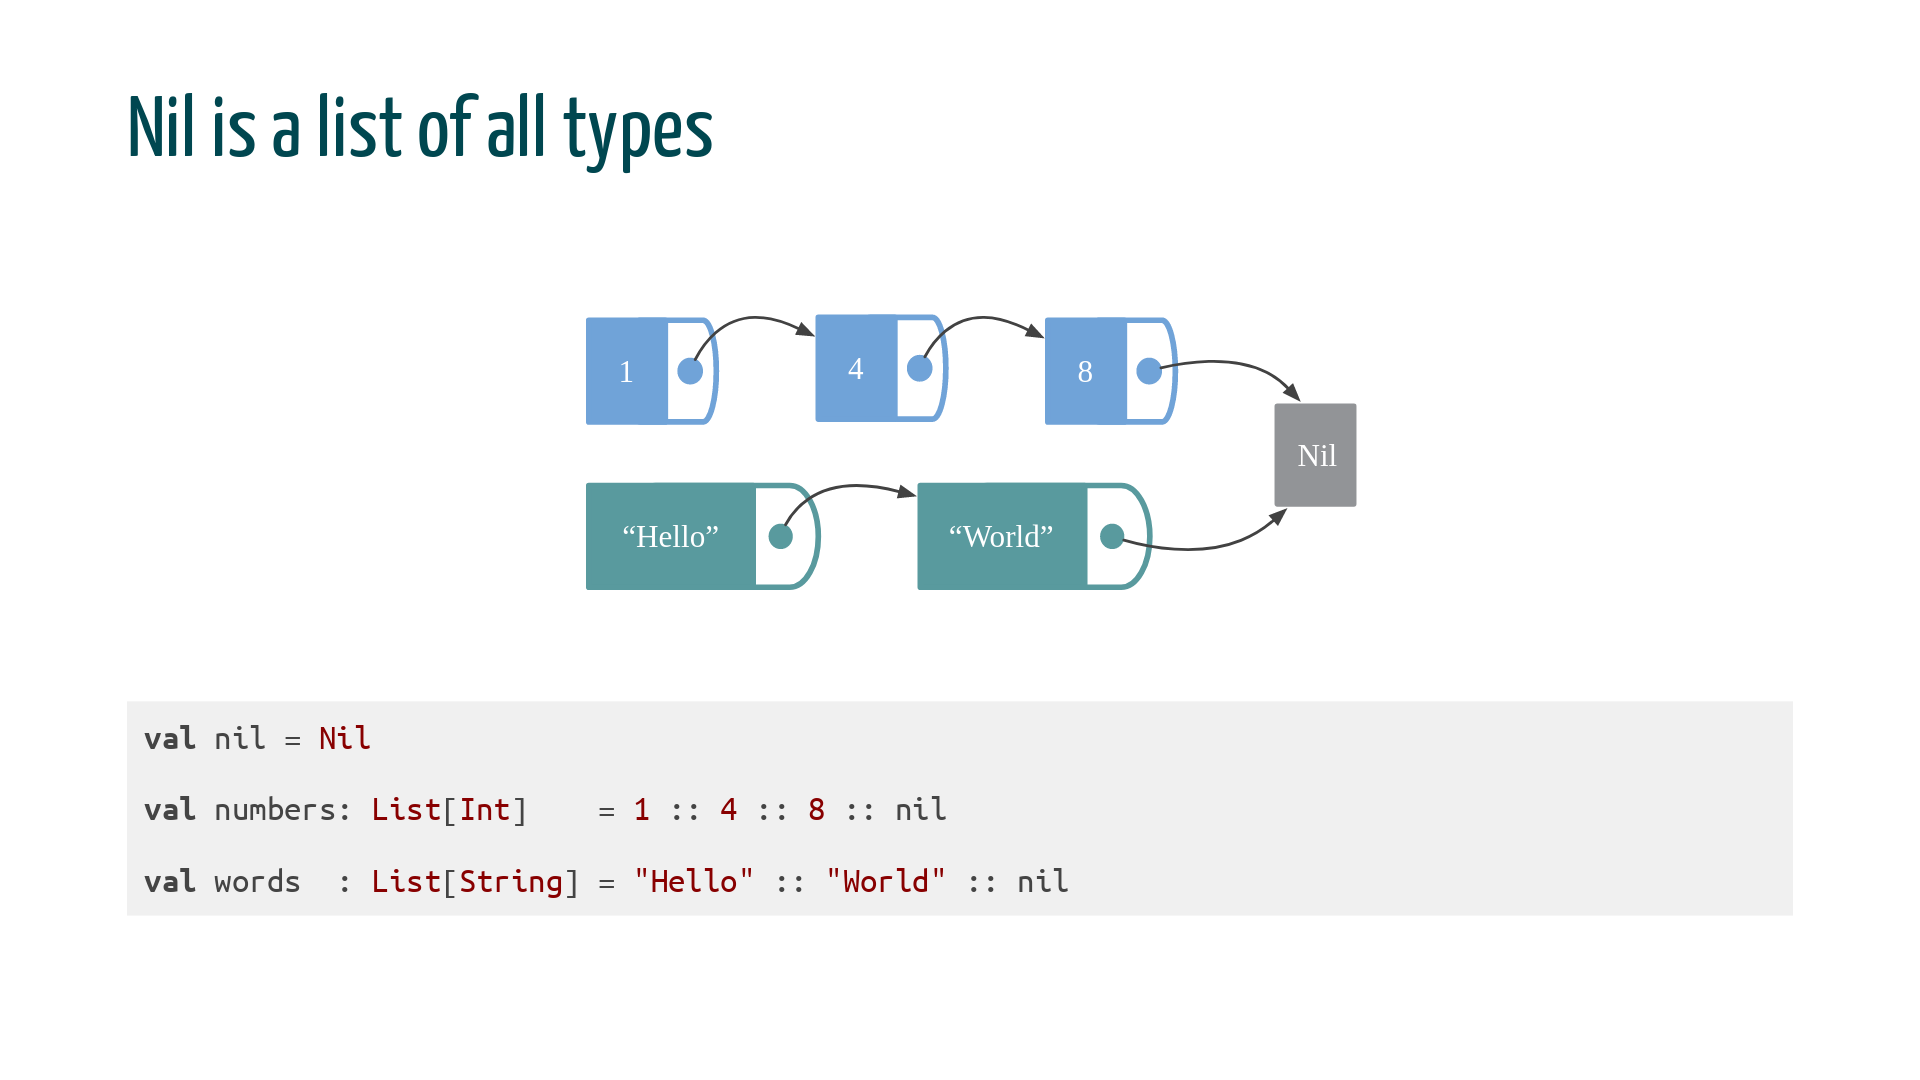 Nil is a list of all types
1 4 8
Nil
“Hello” “World”
val nil = Nil
val numbers: List[Int]    = 1 :: 4 :: 8 :: nil
val words  : List[String] = "Hello" :: "World" :: nil